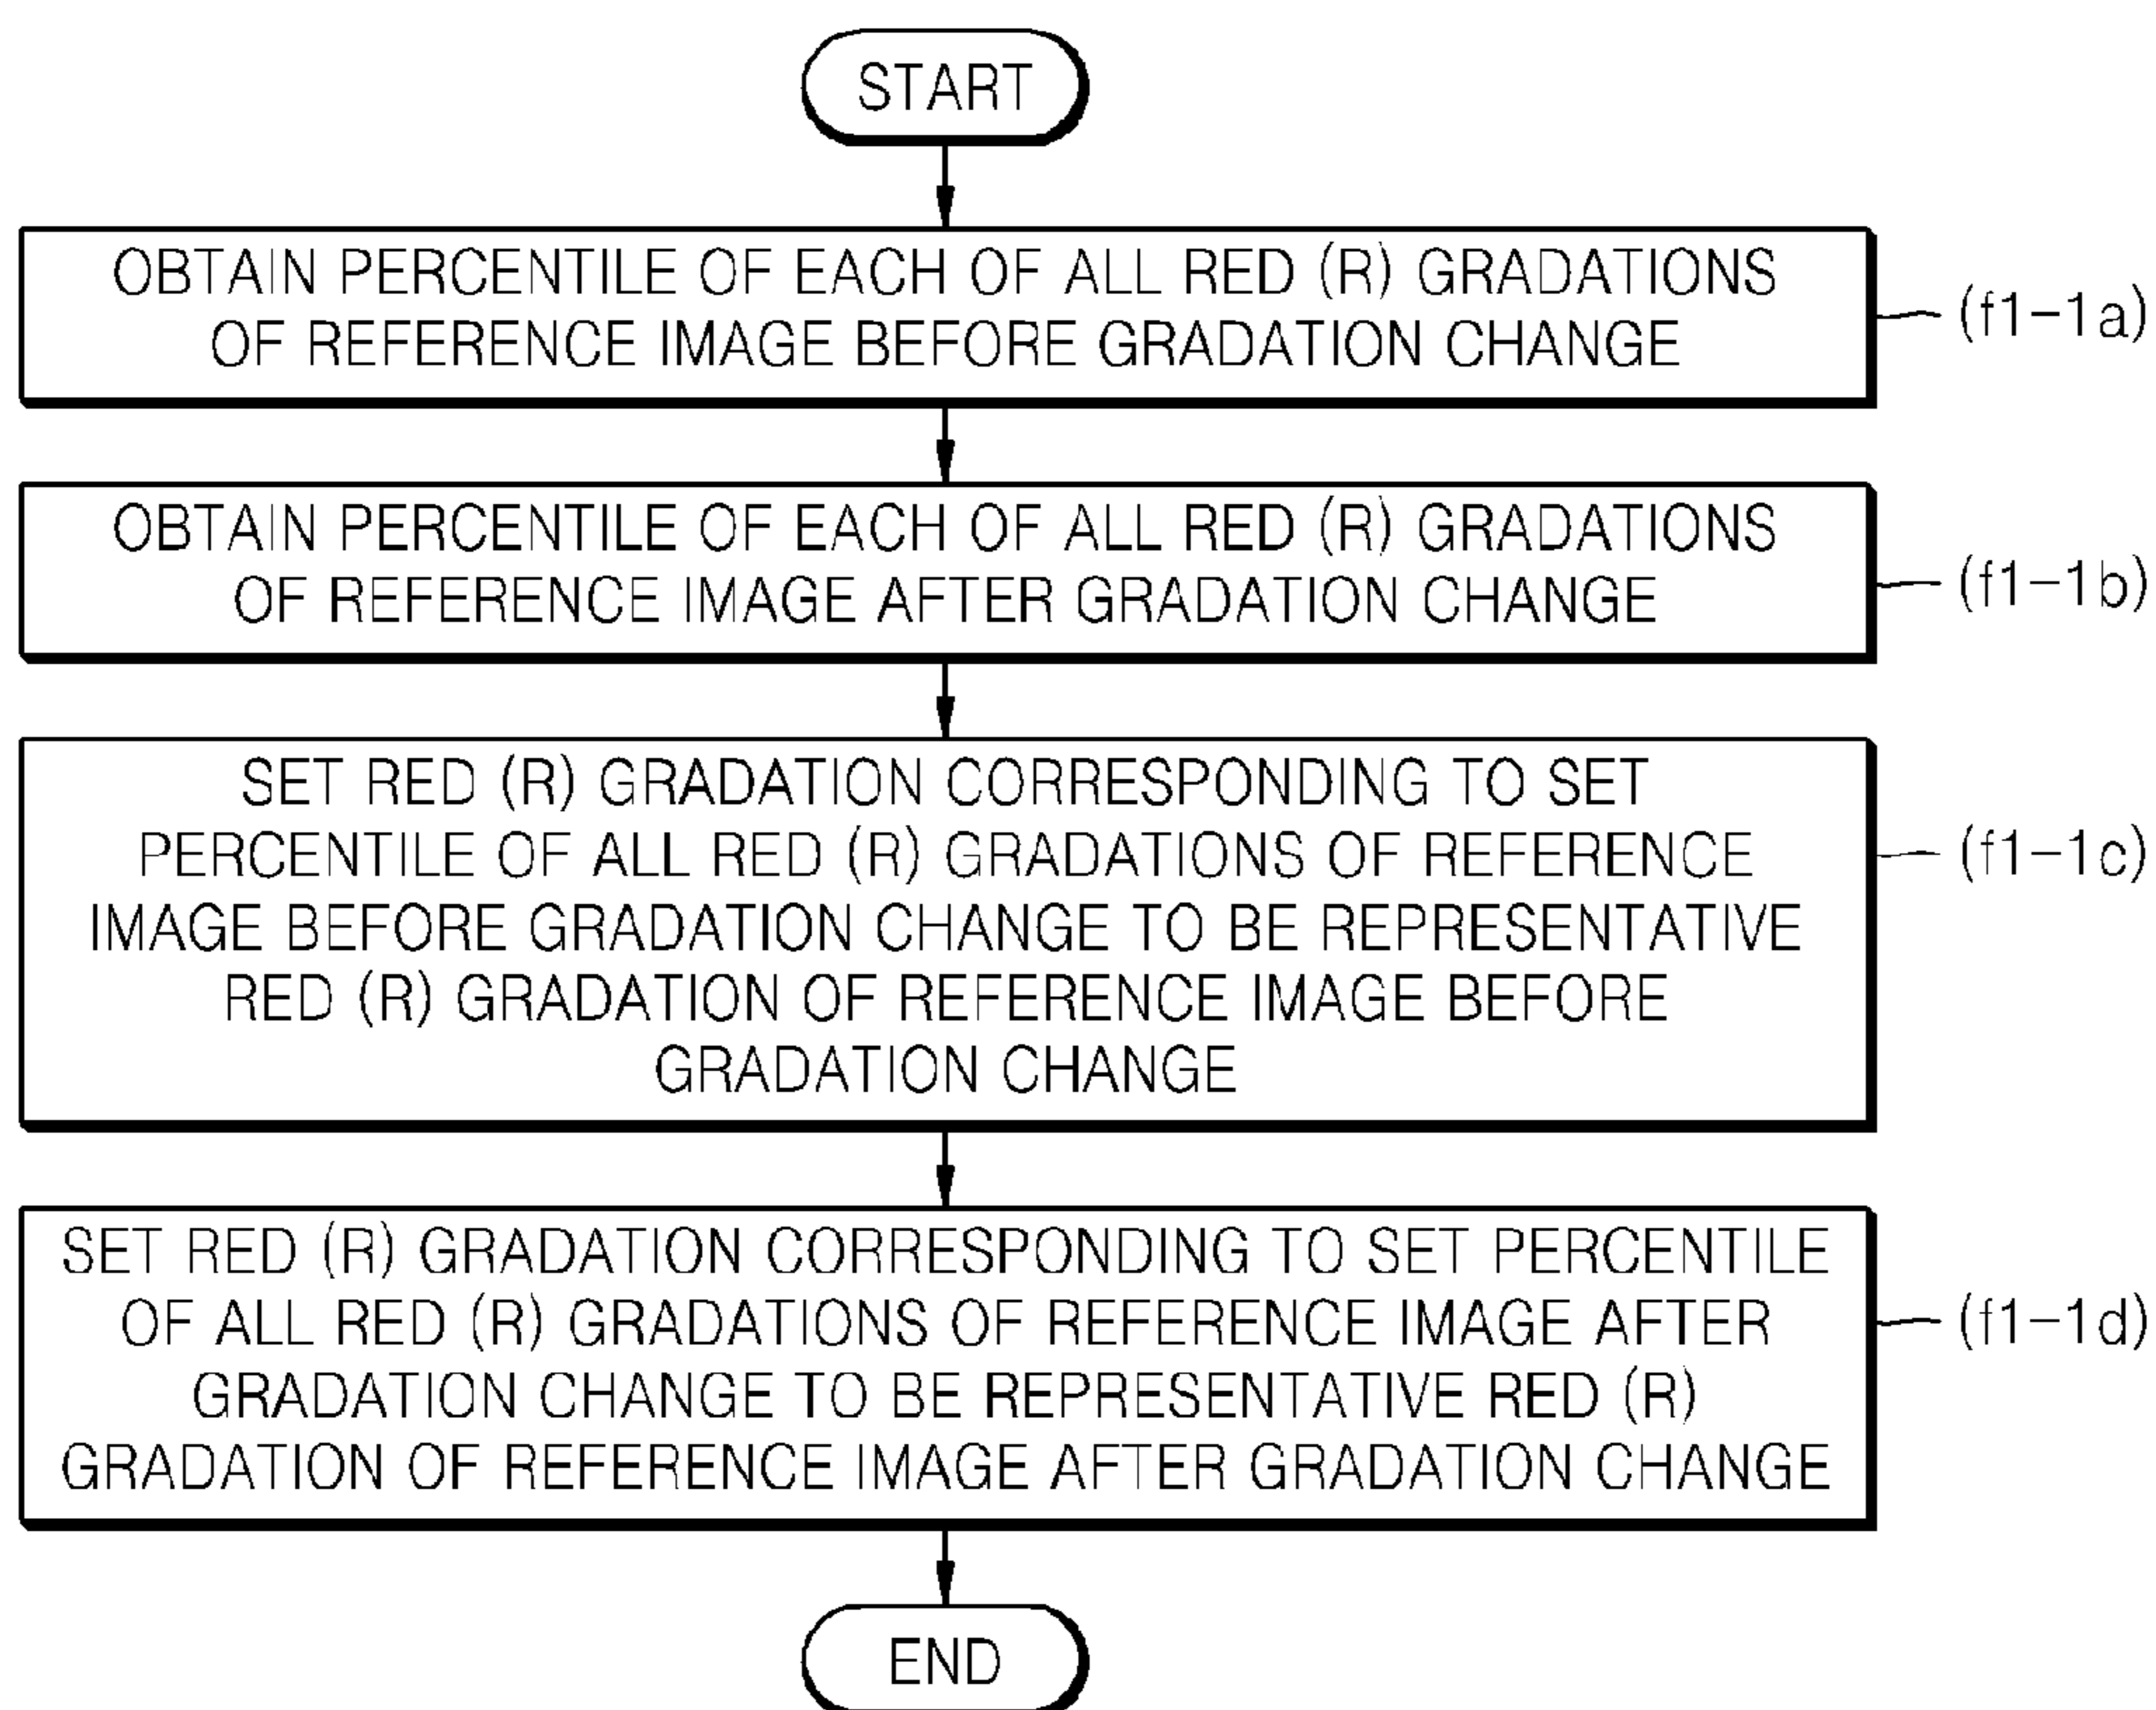 START
OBTAIN PERCENTILE OF EACH OF ALL RED (R) GRADATIONS
OF REFERENCE IMAGE BEFORE GRADATION CHANGE
(f1-1a)
OBTAIN PERCENTILE OF EACH OF ALL RED (R) GRADATIONS
OF REFERENCE IMAGE AFTER GRADATION CHANGE
(f1-1b)
SET RED (R) GRADATION CORRESPONDING TO SET
PERCENTILE OF ALL RED (R) GRADATIONS OF REFERENCE
IMAGE BEFORE GRADATION CHANGE TO BE REPRESENTATIVE
RED (R) GRADATION OF REFERENCE IMAGE BEFORE
GRADATION CHANGE
(f1-1c)
SET RED (R) GRADATION CORRESPONDING TO SET PERCENTILE
OF ALL RED (R) GRADATIONS OF REFERENCE IMAGE AFTER
GRADATION CHANGE TO BE REPRESENTATIVE RED (R)
GRADATION OF REFERENCE IMAGE AFTER GRADATION CHANGE
(f1-1d)
END